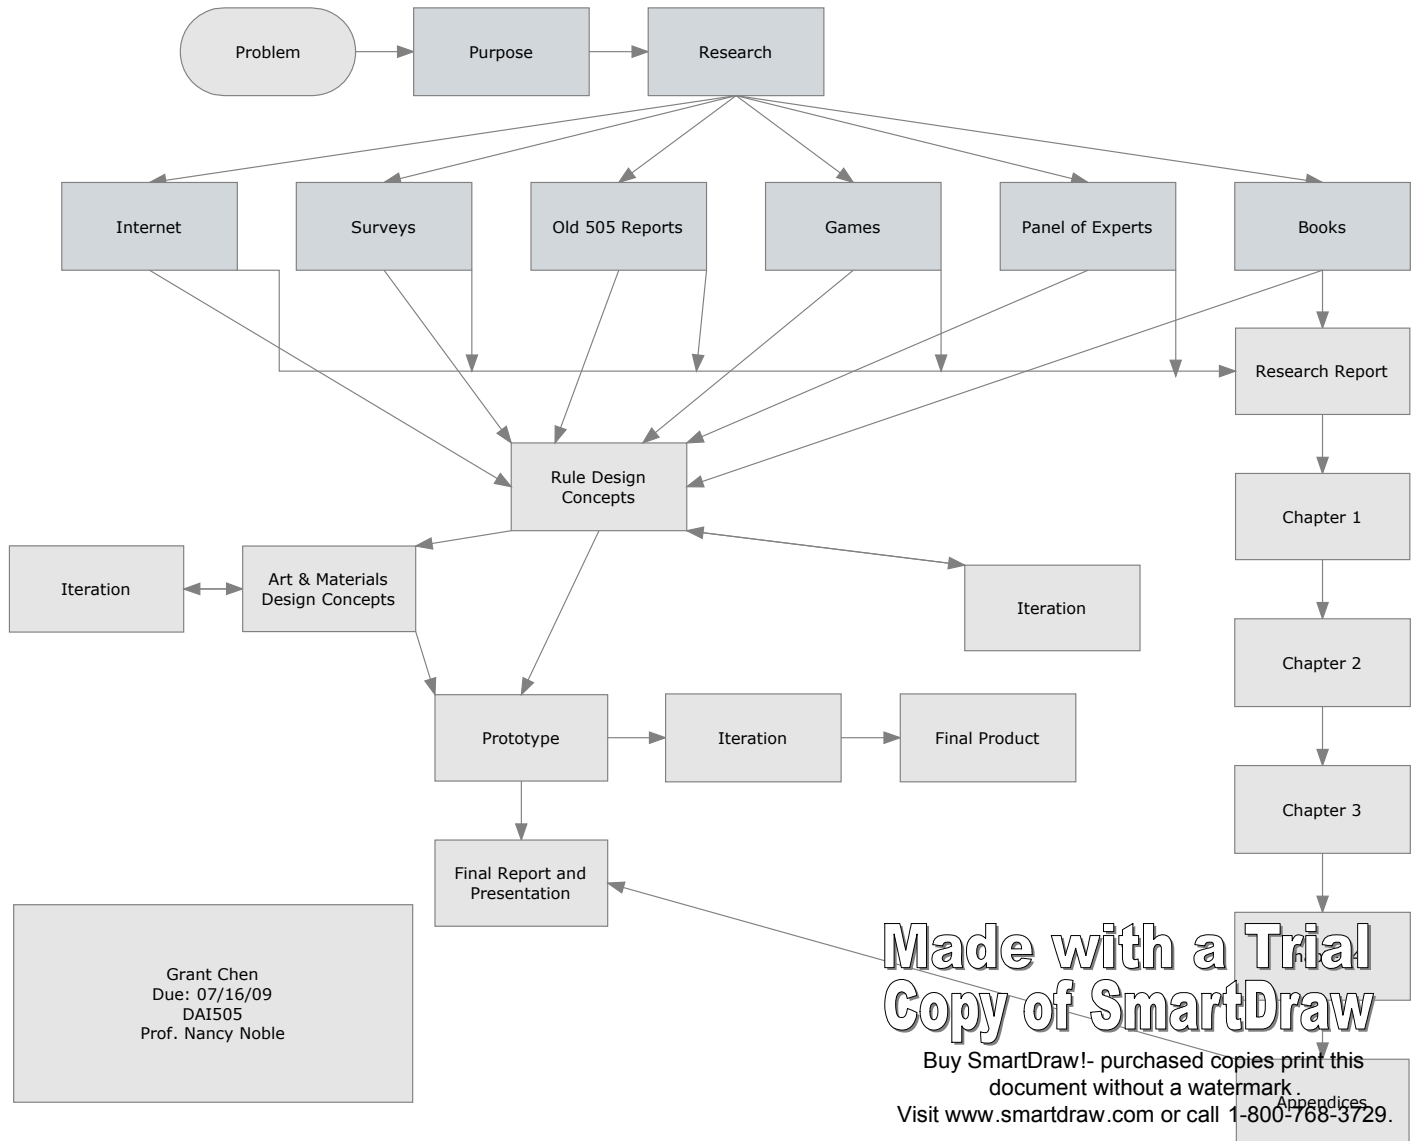 Problem
Purpose
Research
Internet
Surveys
Old 505 Reports
Games
Panel of Experts
Books
Research Report
Rule Design
Concepts
Chapter 1
Iteration
Art & Materials
Design Concepts
Iteration
Chapter 2
Prototype
Iteration
Final Product
Chapter 3
Final Report and
Presentation
Grant Chen
Due: 07/16/09
DAI505
Prof. Nancy Noble
Made with a Trial
Copy of SmartDraw
Buy SmartDraw!- purchased copies print this
document without a watermark .
Visit www.smartdraw.com or call 1-800-768-3729.
Appendices